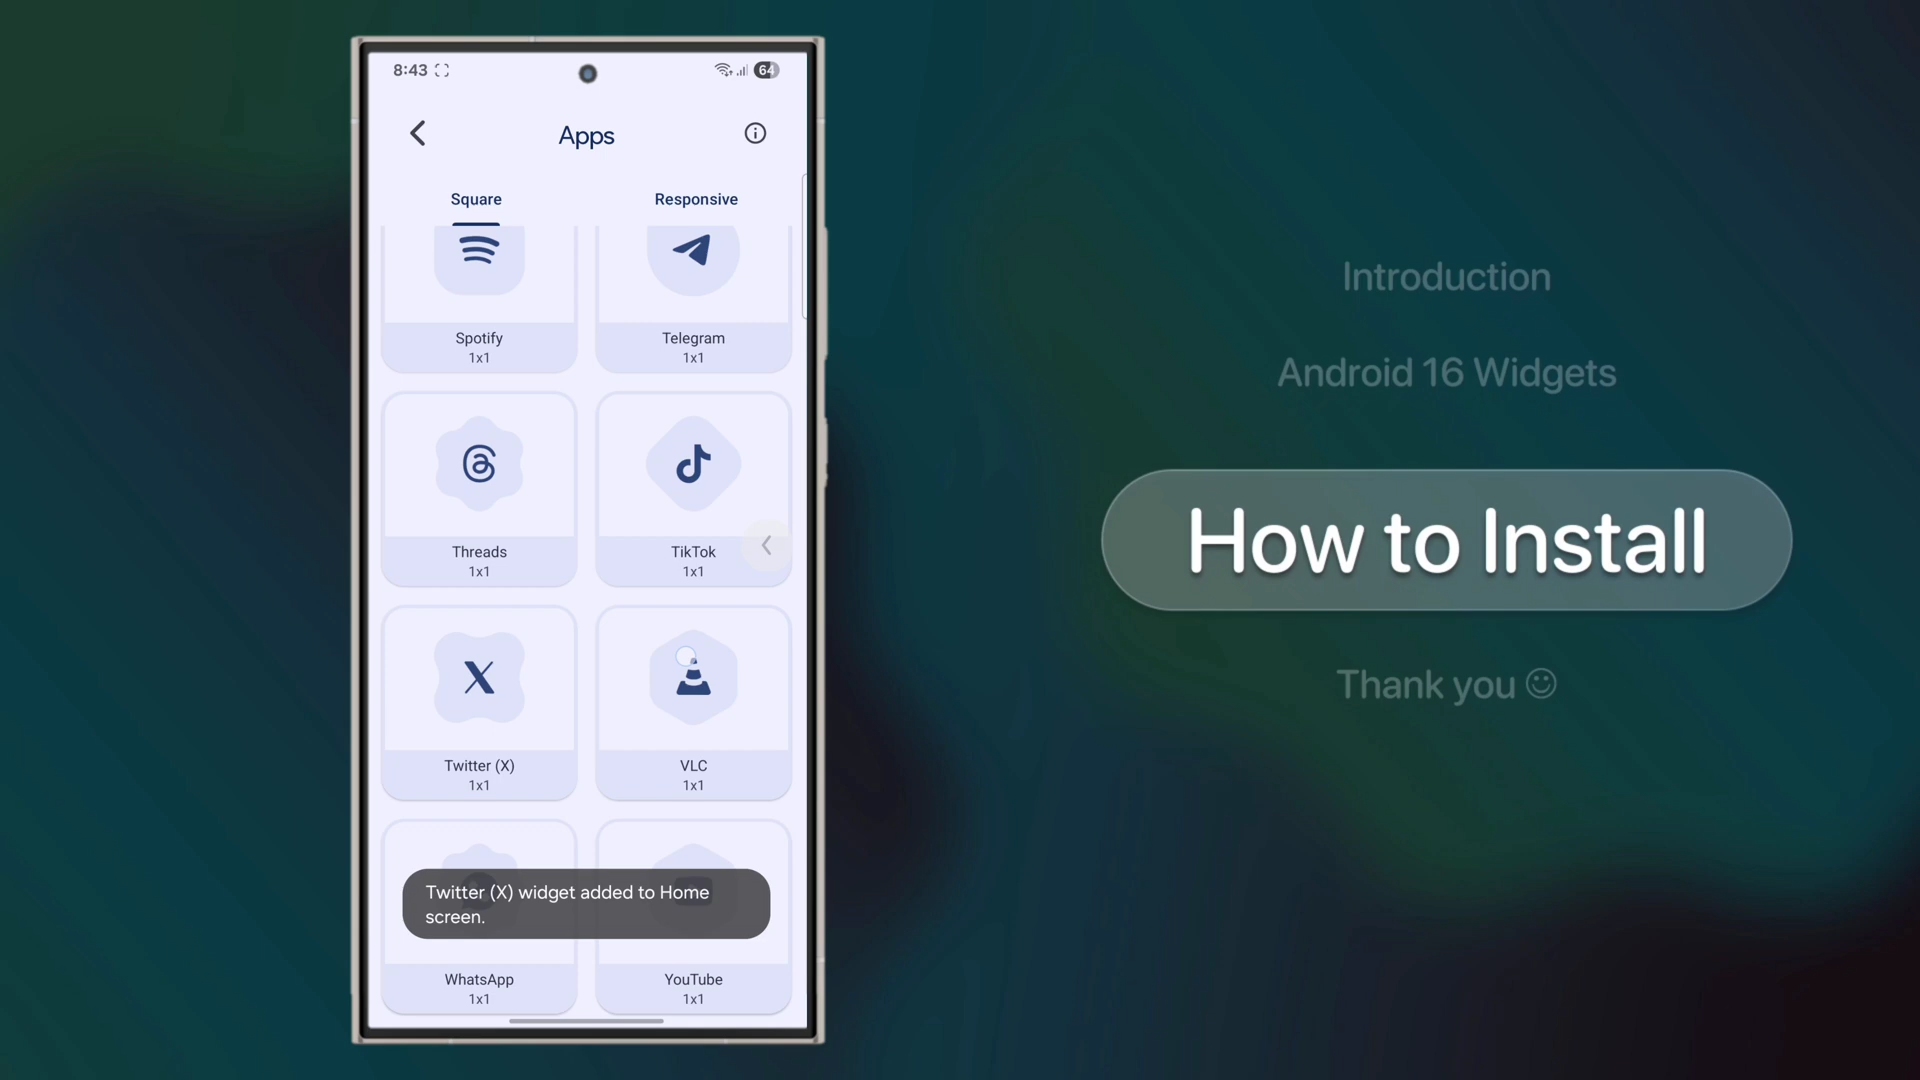 8:43
64
Apps
Square
Responsive
Spotify
1x1
Telegram
1x1
Threads
1x1
TikTok
1x1
Twitter (X)
1x1
VLC
1x1
Twitter (X) widget added to Home
screen.
WhatsApp
1x1
YouTube
1x1
Introduction
Android 16 Widgets
How to Install
Thank you ☺